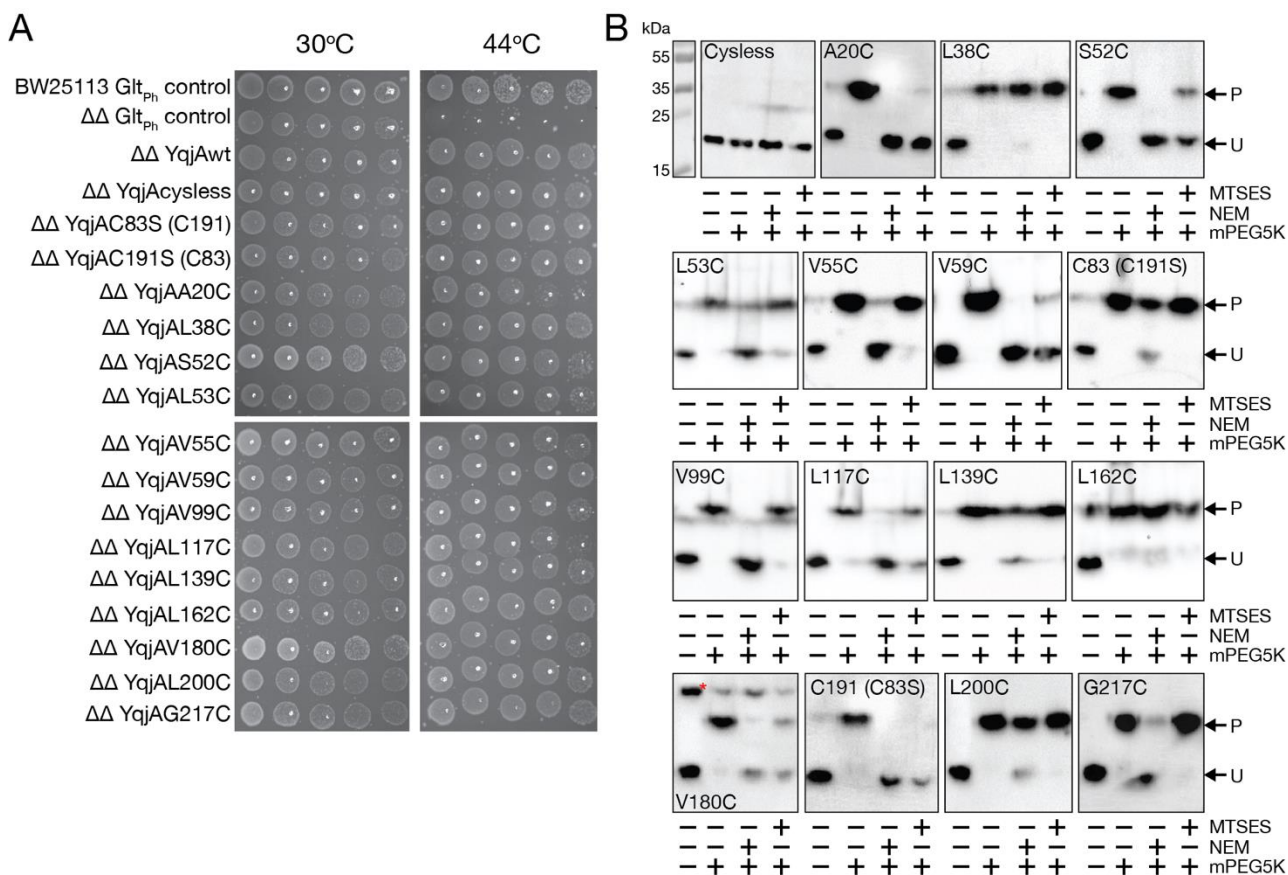 A
30°C 44°C
BW25113 GltPh control
ΔΔ GltPh control
ΔΔ YqjAwt
ΔΔ YqjAcysless
ΔΔ YqjAC83S (C191)
ΔΔ YqjAC191S (C83)
ΔΔ YqjAA20C
ΔΔ YqjAL38C
ΔΔ YqjAS52C
ΔΔ YqjAL53C
ΔΔ YqjAV55C
ΔΔ YqjAV59C
ΔΔ YqjAV99C
ΔΔ YqjAL117C
ΔΔ YqjAL139C
ΔΔ YqjAL162C
ΔΔ YqjAV180C
ΔΔ YqjAL200C
ΔΔ YqjAG217C
B
kDa
55
35
25
15
Cysless A20C L38C S52C
P
U
− − − + − − − + − − − + − − − + MTSES
− − + − − − + − − − + − − − + − NEM
− + + + − + + + − + + + − + + + mPEG5K
L53C V55C V59C C83 (C191S)
P
U
− − − + − − − + − − − + − − − + MTSES
− − + − − − + − − − + − − − + − NEM
− + + + − + + + − + + + − + + + mPEG5K
V99C L117C L139C L162C
P
U
− − − + − − − + − − − + − − − + MTSES
− − + − − − + − − − + − − − + − NEM
− + + + − + + + − + + + − + + + mPEG5K
V180C C191 (C83S) L200C G217C
*
P
U
− − − + − − − + − − − + − − − + MTSES
− − + − − − + − − − + − − − + − NEM
− + + + − + + + − + + + − + + + mPEG5K